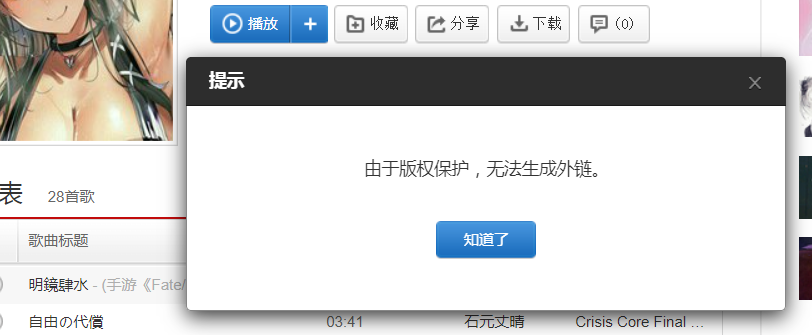 播放 + 收藏 分享 下载 (0)
提示 ×
由于版权保护，无法生成外链。
表 28首歌
知道了
歌曲标题
明鏡肆水 - (手游《Fate/
自由の代償 03:41 石元丈晴 Crisis Core Final ...